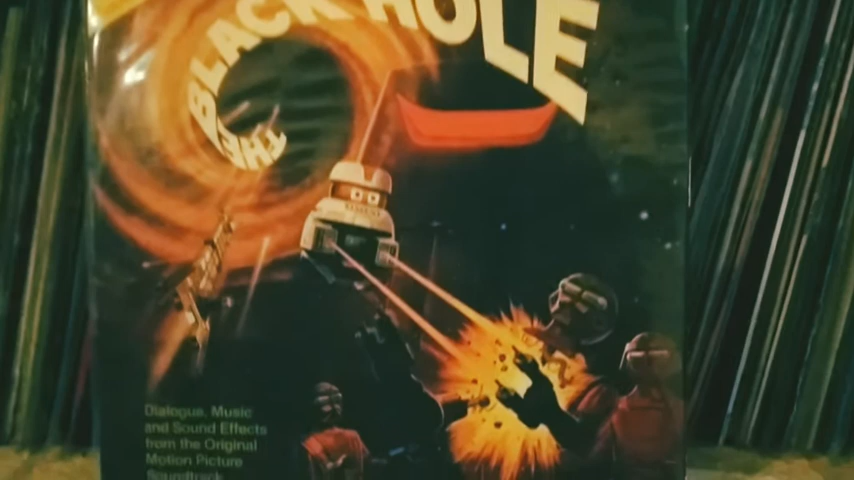 THE BLACK HOLE
Dialogue, Music
and Sound Effects
from the Original
Motion Picture
Soundtrack